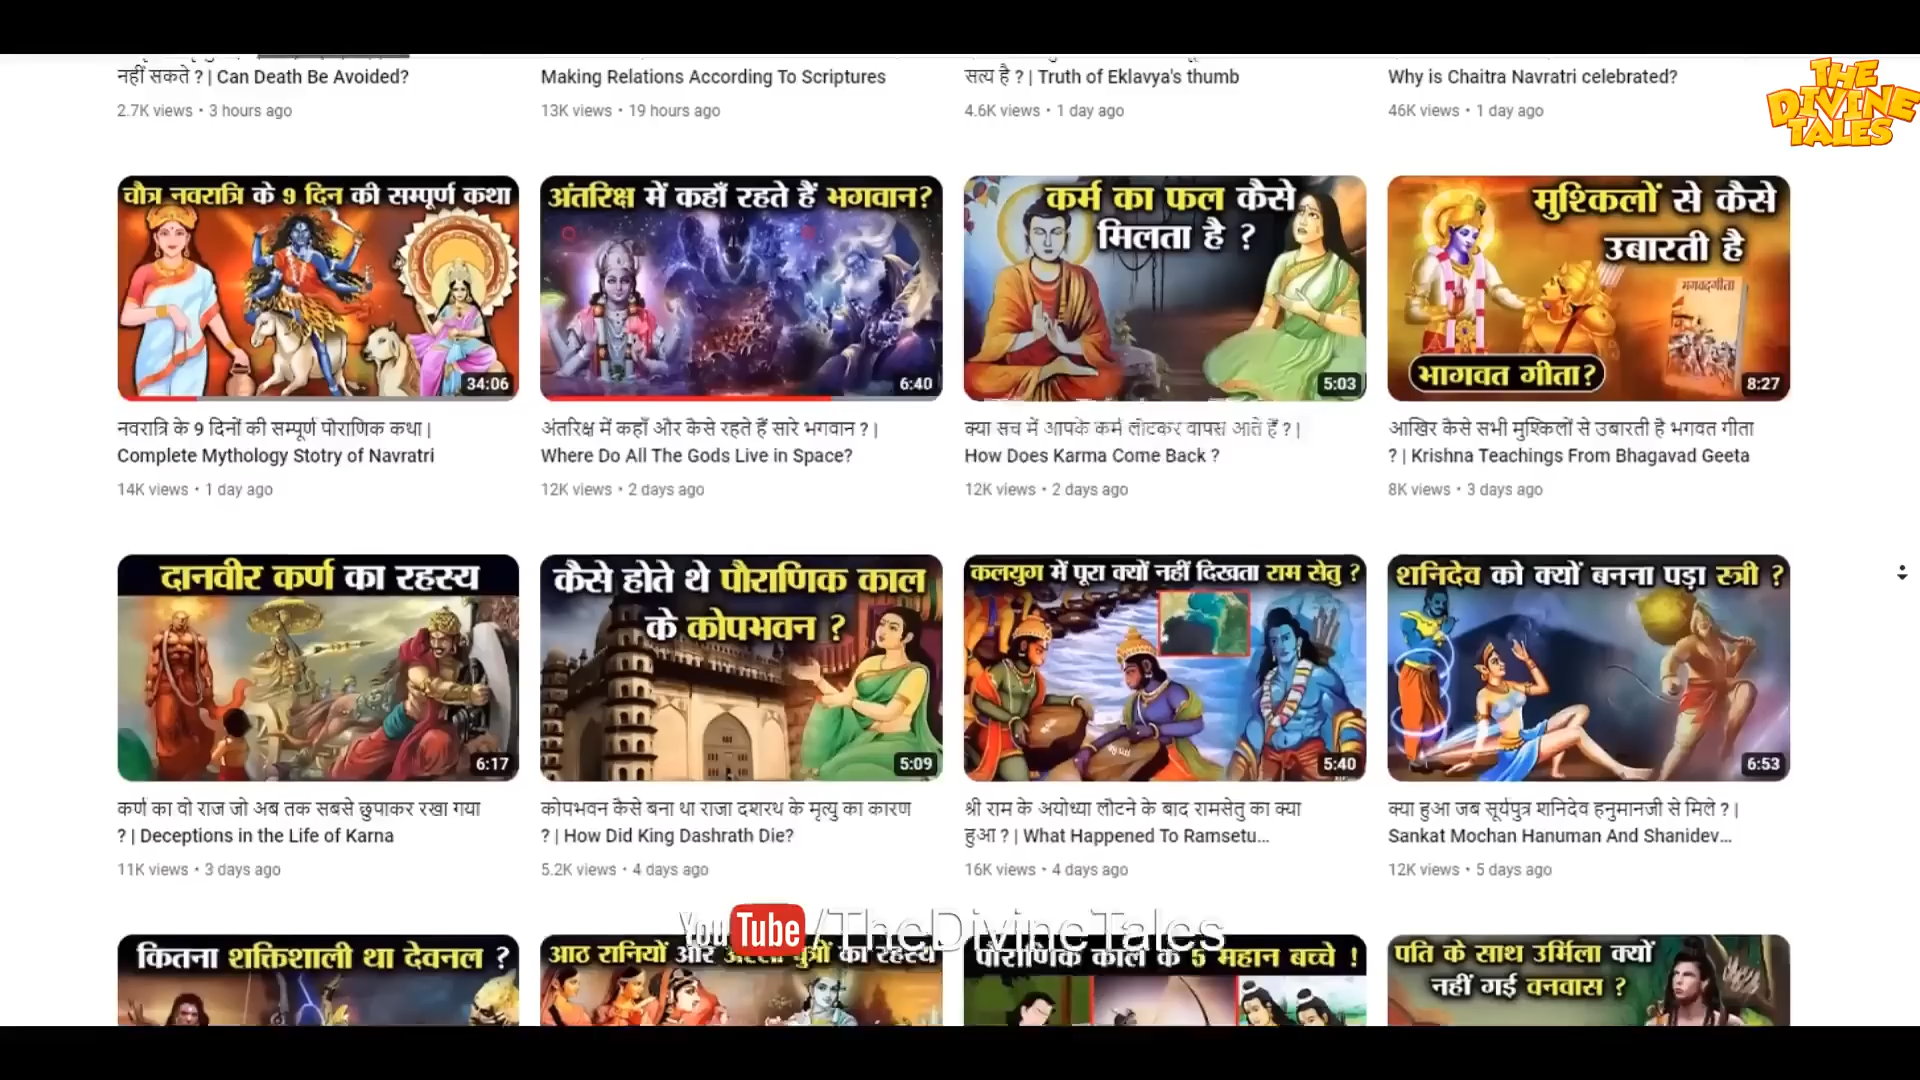 नहीं सकते ? | Can Death Be Avoided?
2.7K views • 3 hours ago
Making Relations According To Scriptures
13K views • 19 hours ago
सत्य है ? | Truth of Eklavya's thumb
4.6K views • 1 day ago
Why is Chaitra Navratri celebrated?
46K views • 1 day ago
THE
DIVINE
TALES
चैत्र नवरात्रि के 9 दिन की सम्पूर्ण कथा
34:06
नवरात्रि के 9 दिनों की सम्पूर्ण पौराणिक कथा |
Complete Mythology Stotry of Navratri
14K views • 1 day ago
अंतरिक्ष में कहाँ रहते हैं भगवान?
6:40
अंतरिक्ष में कहाँ और कैसे रहते हैं सारे भगवान ? |
Where Do All The Gods Live in Space?
12K views • 2 days ago
कर्म का फल कैसे
मिलता है ?
5:03
क्या सच में आपके कर्म लौटकर वापस आते हैं ? |
How Does Karma Come Back ?
12K views • 2 days ago
मुश्किलों से कैसे
उबारती है
भगवद्गीता
भागवत गीता?
8:27
आखिर कैसे सभी मुश्किलों से उबारती है भगवत गीता
? | Krishna Teachings From Bhagavad Geeta
8K views • 3 days ago
दानवीर कर्ण का रहस्य
6:17
कर्ण का वो राज जो अब तक सबसे छुपाकर रखा गया
? | Deceptions in the Life of Karna
11K views • 3 days ago
कैसे होते थे पौराणिक काल
के कोपभवन ?
5:09
कोपभवन कैसे बना था राजा दशरथ के मृत्यु का कारण
? | How Did King Dashrath Die?
5.2K views • 4 days ago
कलयुग में पूरा क्यों नहीं दिखता राम सेतु ?
5:40
श्री राम के अयोध्या लौटने के बाद रामसेतु का क्या
हुआ ? | What Happened To Ramsetu...
16K views • 4 days ago
शनिदेव को क्यों बनना पड़ा स्त्री ?
6:53
क्या हुआ जब सूर्यपुत्र शनिदेव हनुमानजी से मिले ? |
Sankat Mochan Hanuman And Shanidev...
12K views • 5 days ago
YouTube/TheDivineTales
कितना शक्तिशाली था देवनल ?
आठ रानियों और पुत्रों का रहस्य
पौराणिक काल के 5 महान बच्चे !
पति के साथ उर्मिला क्यों
नहीं गई वनवास ?